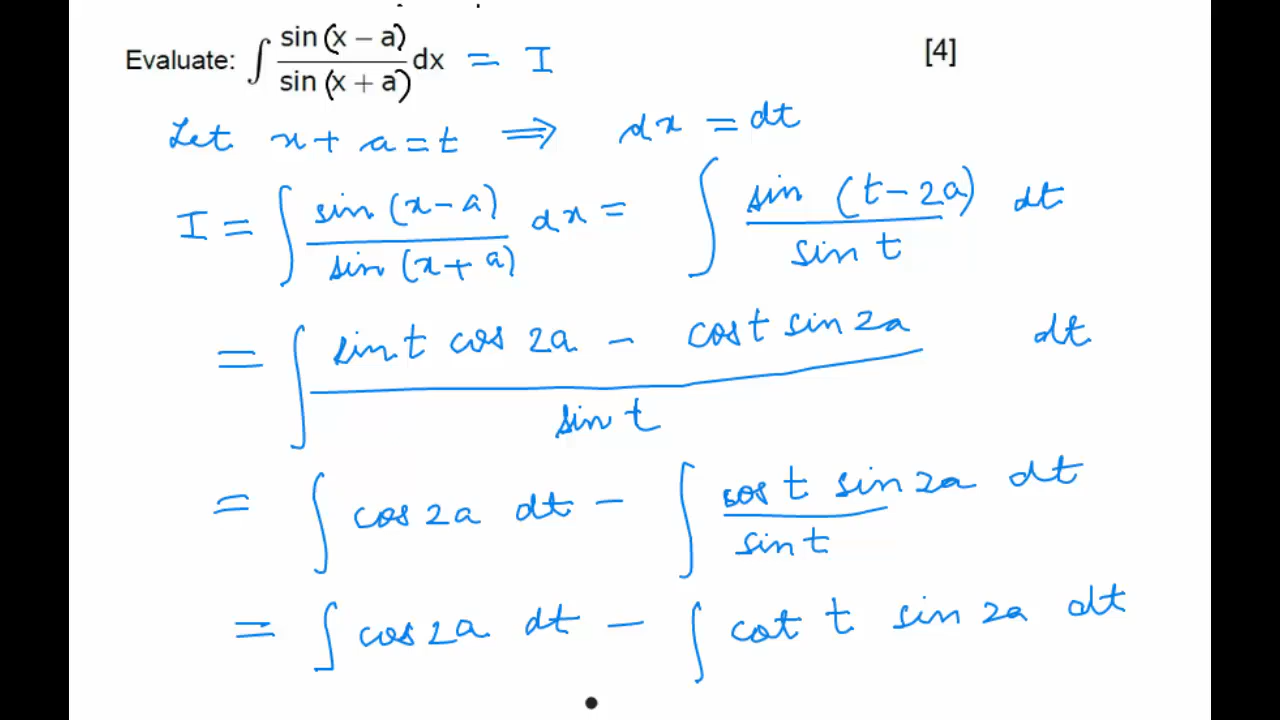 Evaluate: ∫ sin (x − a) / sin (x + a) dx = I [4]
Let x + a = t ⇒ dx = dt
I = ∫ sin (x − a) / sin (x + a) dx = ∫ sin (t − 2a) / sin t dt
= ∫ (sin t cos 2a − cos t sin 2a) / sin t dt
= ∫ cos 2a dt − ∫ cos t sin 2a / sin t dt
= ∫ cos 2a dt − ∫ cot t sin 2a dt